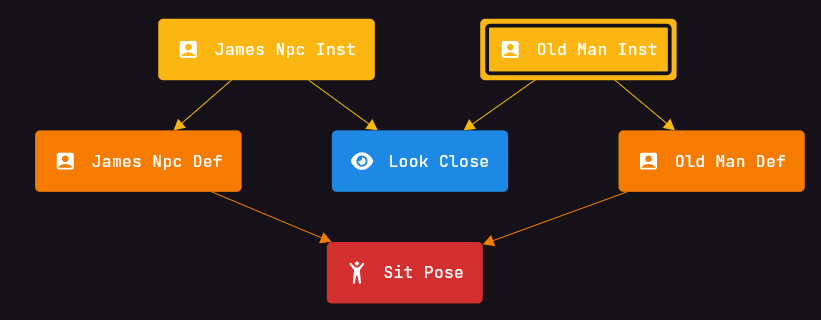 James Npc Inst
Old Man Inst
James Npc Def
Look Close
Old Man Def
Sit Pose